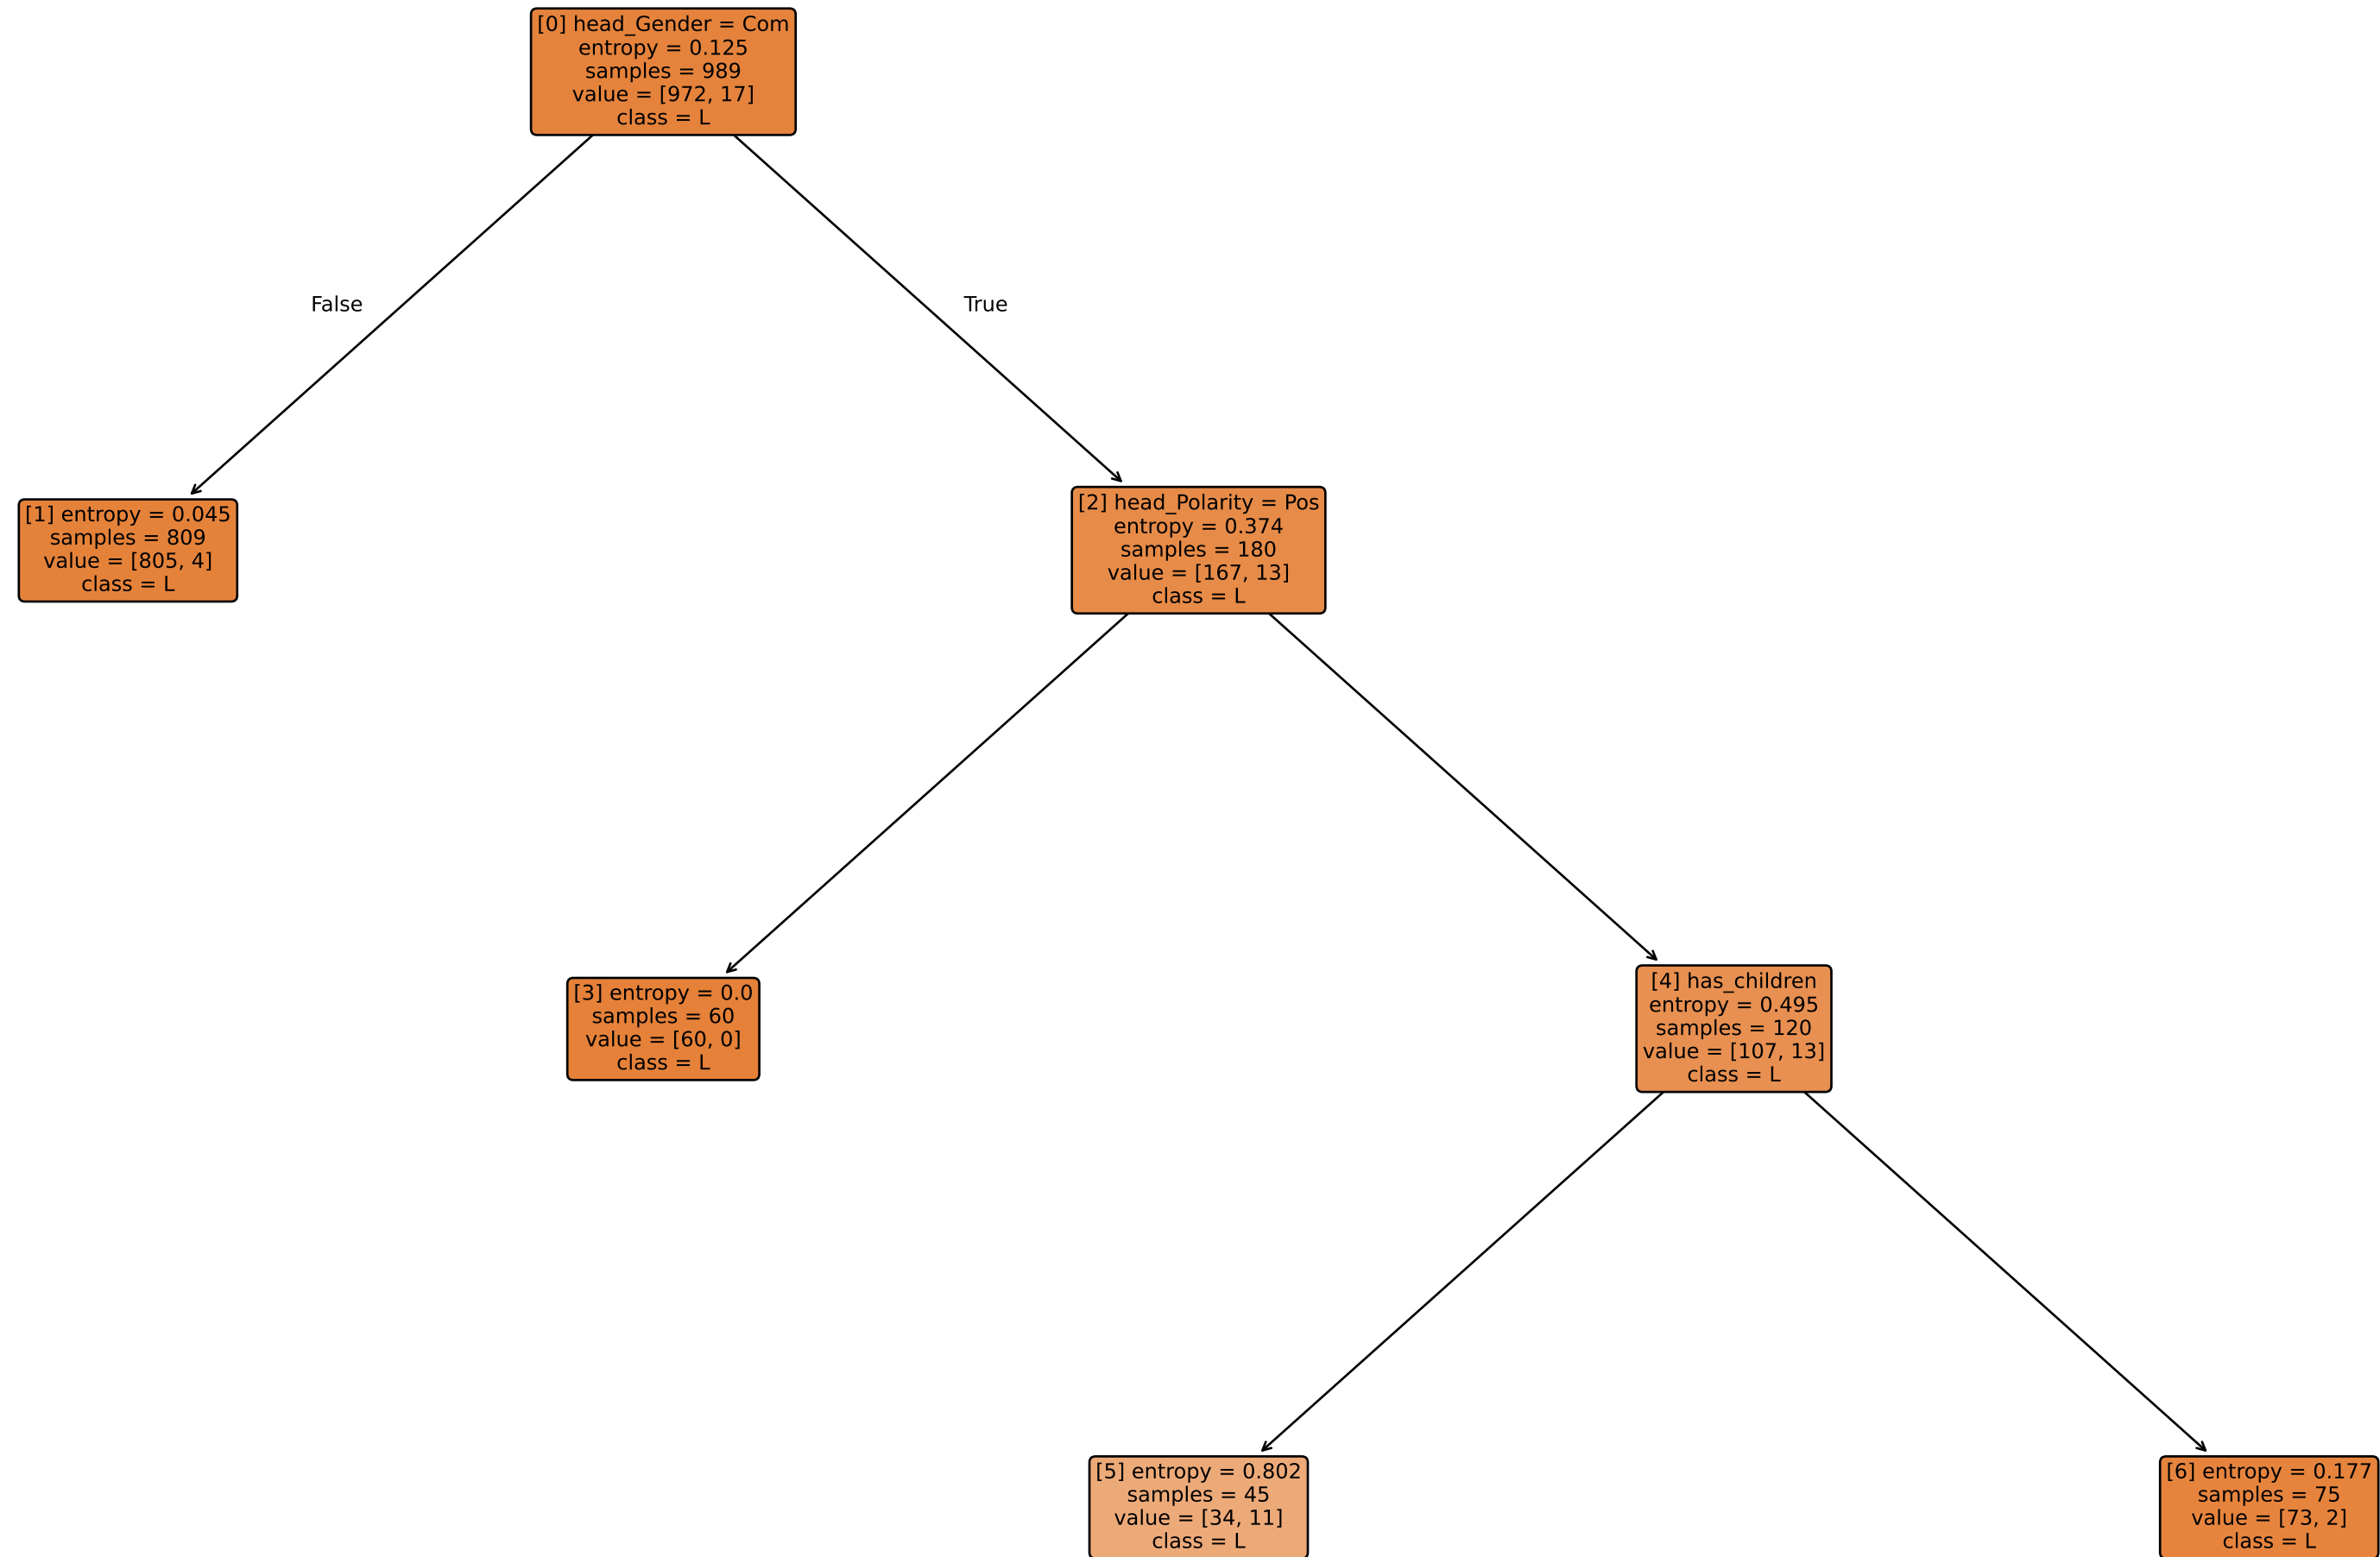 [0] head_Gender = Com
entropy = 0.125
samples = 989
value = [972, 17]
class = L
False
True
[1] entropy = 0.045
samples = 809
value = [805, 4]
class = L
[2] head_Polarity = Pos
entropy = 0.374
samples = 180
value = [167, 13]
class = L
[3] entropy = 0.0
samples = 60
value = [60, 0]
class = L
[4] has_children
entropy = 0.495
samples = 120
value = [107, 13]
class = L
[5] entropy = 0.802
samples = 45
value = [34, 11]
class = L
[6] entropy = 0.177
samples = 75
value = [73, 2]
class = L